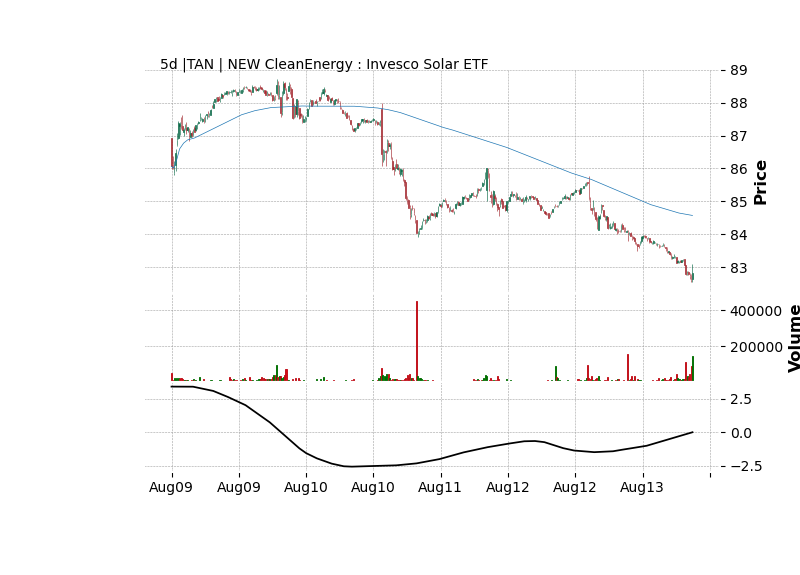 5d |TAN | NEW CleanEnergy : Invesco Solar ETF
89
88
87
86
85
84
83
Price
400000
200000
Volume
2.5
0.0
−2.5
Aug09
Aug09
Aug10
Aug10
Aug11
Aug12
Aug12
Aug13